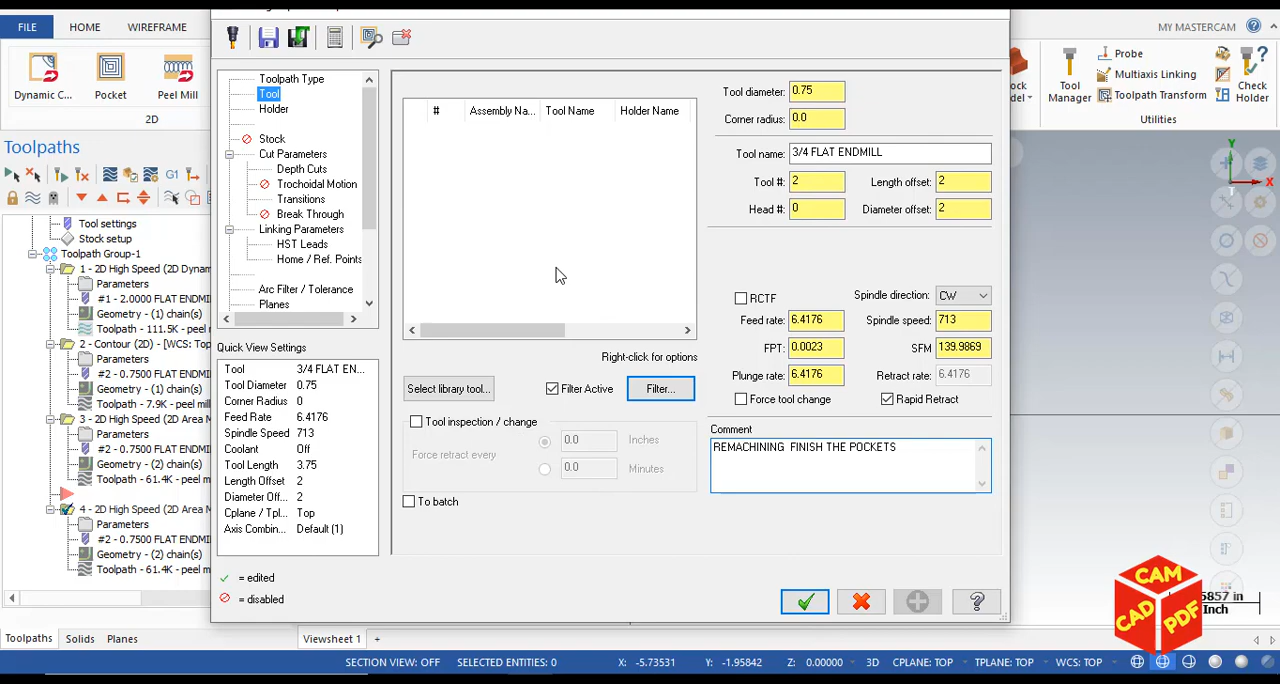 FILE
HOME
WIREFRAME
MY MASTERCAM
Dynamic C...
Pocket
Peel Mill
2D
Tool
Manager
Probe
Multiaxis Linking
Toolpath Transform
Check
Holder
Utilities
Toolpaths
G1
Tool settings
Stock setup
Toolpath Group-1
1 - 2D High Speed (2D Dynam
Parameters
#1 - 2.0000 FLAT ENDMIL
Geometry - (1) chain(s)
Toolpath - 111.5K - peel m
2 - Contour (2D) - [WCS: Top
Parameters
#2 - 0.7500 FLAT ENDMIL
Geometry - (1) chain(s)
Toolpath - 7.9K - peel mill
3 - 2D High Speed (2D Area M
Parameters
#2 - 0.7500 FLAT ENDMIL
Geometry - (2) chain(s)
Toolpath - 61.4K - peel mi
4 - 2D High Speed (2D Area M
Parameters
#2 - 0.7500 FLAT ENDMIL
Geometry - (2) chain(s)
Toolpath - 61.4K - peel mi
Toolpaths
Solids
Planes
Toolpath Type
Tool
Holder
Stock
Cut Parameters
Depth Cuts
Trochoidal Motion
Transitions
Break Through
Linking Parameters
HST Leads
Home / Ref. Points
Arc Filter / Tolerance
Planes
Quick View Settings
Tool 3/4 FLAT EN...
Tool Diameter 0.75
Corner Radius 0
Feed Rate 6.4176
Spindle Speed 713
Coolant Off
Tool Length 3.75
Length Offset 2
Diameter Off... 2
Cplane / Tpl... Top
Axis Combin... Default (1)
= edited
= disabled
# Assembly Na... Tool Name Holder Name
Right-click for options
Select library tool...
Filter Active
Filter...
Tool inspection / change
Force retract every
0.0 Inches
0.0 Minutes
To batch
Tool diameter: 0.75
Corner radius: 0.0
Tool name: 3/4 FLAT ENDMILL
Tool #: 2 Length offset: 2
Head #: 0 Diameter offset: 2
RCTF Spindle direction: CW
Feed rate: 6.4176 Spindle speed: 713
FPT: 0.0023 SFM 139.9869
Plunge rate: 6.4176 Retract rate: 6.4176
Force tool change Rapid Retract
Comment
REMACHINING FINISH THE POCKETS
Viewsheet 1 +
Y
X
T
CAM
CAD
PDF
5857 in
Inch
SECTION VIEW: OFF SELECTED ENTITIES: 0 X: -5.73531 Y: -1.95842 Z: 0.00000 3D CPLANE: TOP TPLANE: TOP WCS: TOP